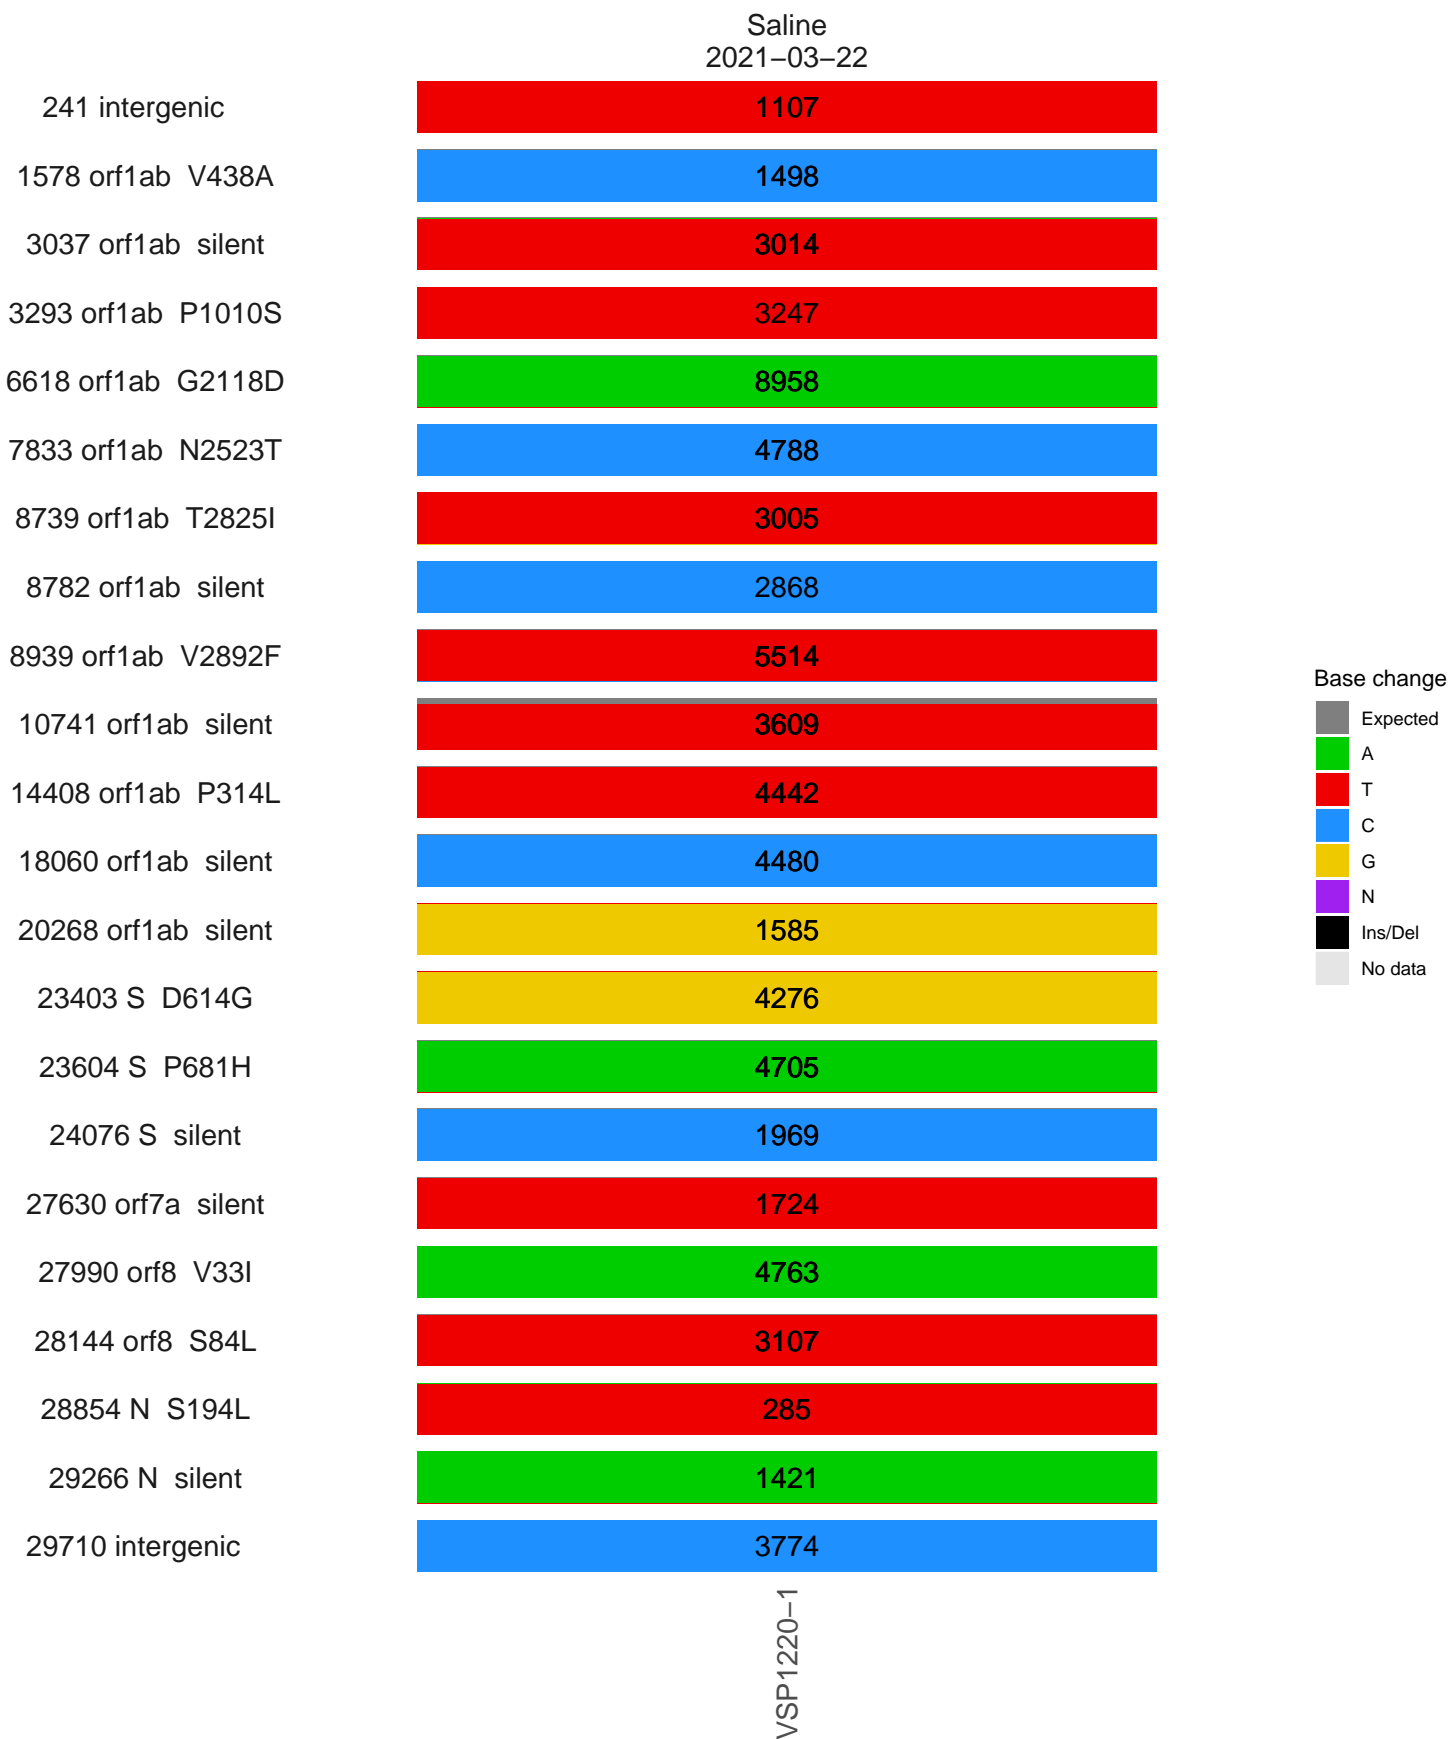 Saline
2021−03−22
241 intergenic 1107
1578 orf1ab V438A 1498
3037 orf1ab silent 3014
3293 orf1ab P1010S 3247
6618 orf1ab G2118D 8958
7833 orf1ab N2523T 4788
8739 orf1ab T2825I 3005
8782 orf1ab silent 2868
8939 orf1ab V2892F 5514
10741 orf1ab silent 3609
14408 orf1ab P314L 4442
18060 orf1ab silent 4480
20268 orf1ab silent 1585
23403 S D614G 4276
23604 S P681H 4705
24076 S silent 1969
27630 orf7a silent 1724
27990 orf8 V33I 4763
28144 orf8 S84L 3107
28854 N S194L 285
29266 N silent 1421
29710 intergenic 3774
VSP1220−1
Base change
Expected
A
T
C
G
N
Ins/Del
No data